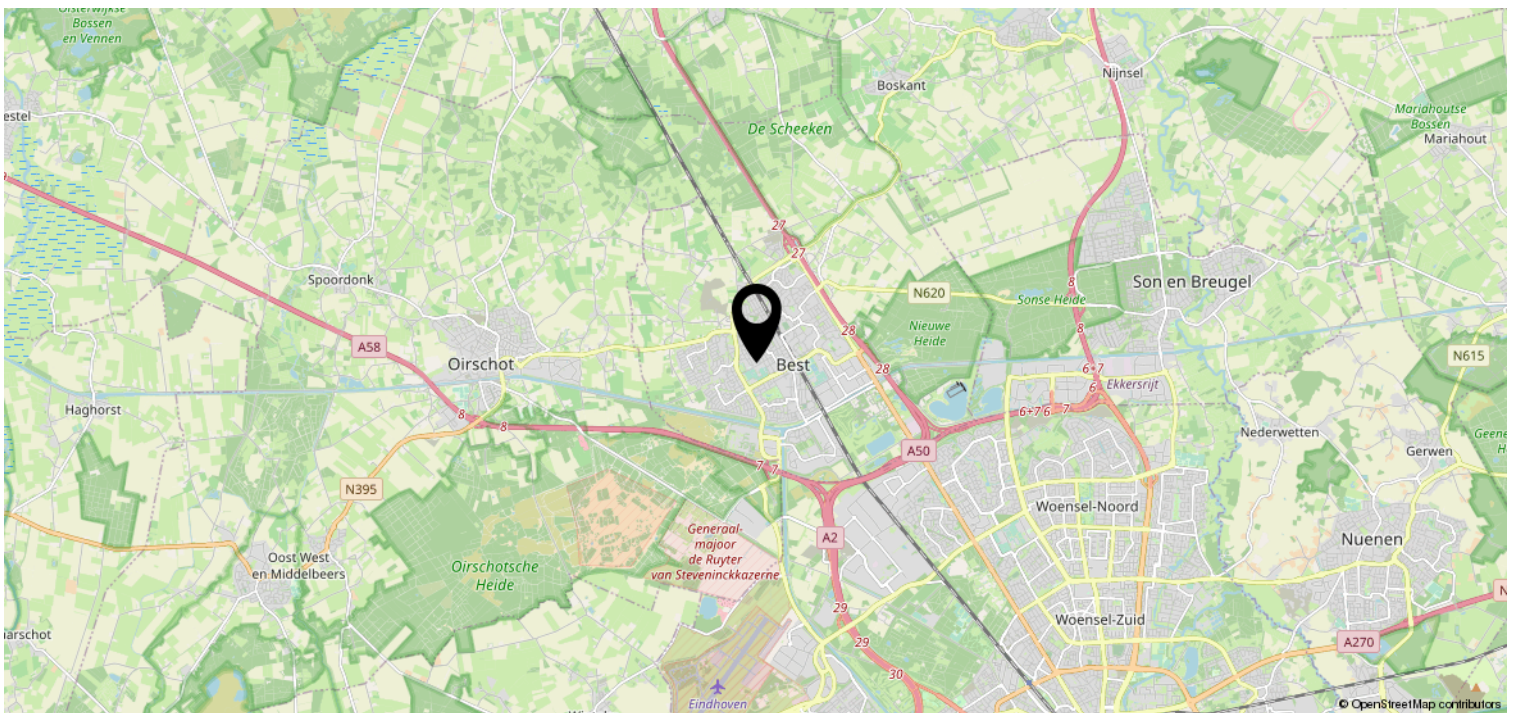 Oisterwijkse
Bossen
en Vennen
Nijnsel
Boskant
estel
Mariahoutse
Bossen
Mariahout
De Scheeken
27
27
Spoordonk
N620
Sonse Heide
8
Son en Breugel
A58
Nieuwe
Heide
28
8
Oirschot
Best
28
6+7
N615
Haghorst
6
Ekkersrijt
6+7
6
7
8
8
Nederwetten
Geene
H
A50
Gerwen
7
7
N395
Woensel-Noord
Generaal-
majoor
de Ruyter
van Steveninckkazerne
A2
Nuenen
Oost West
en Middelbeers
Oirschotsche
Heide
N
29
Woensel-Zuid
arschot
29
A270
30
Eindhoven
© OpenStreetMap contributors